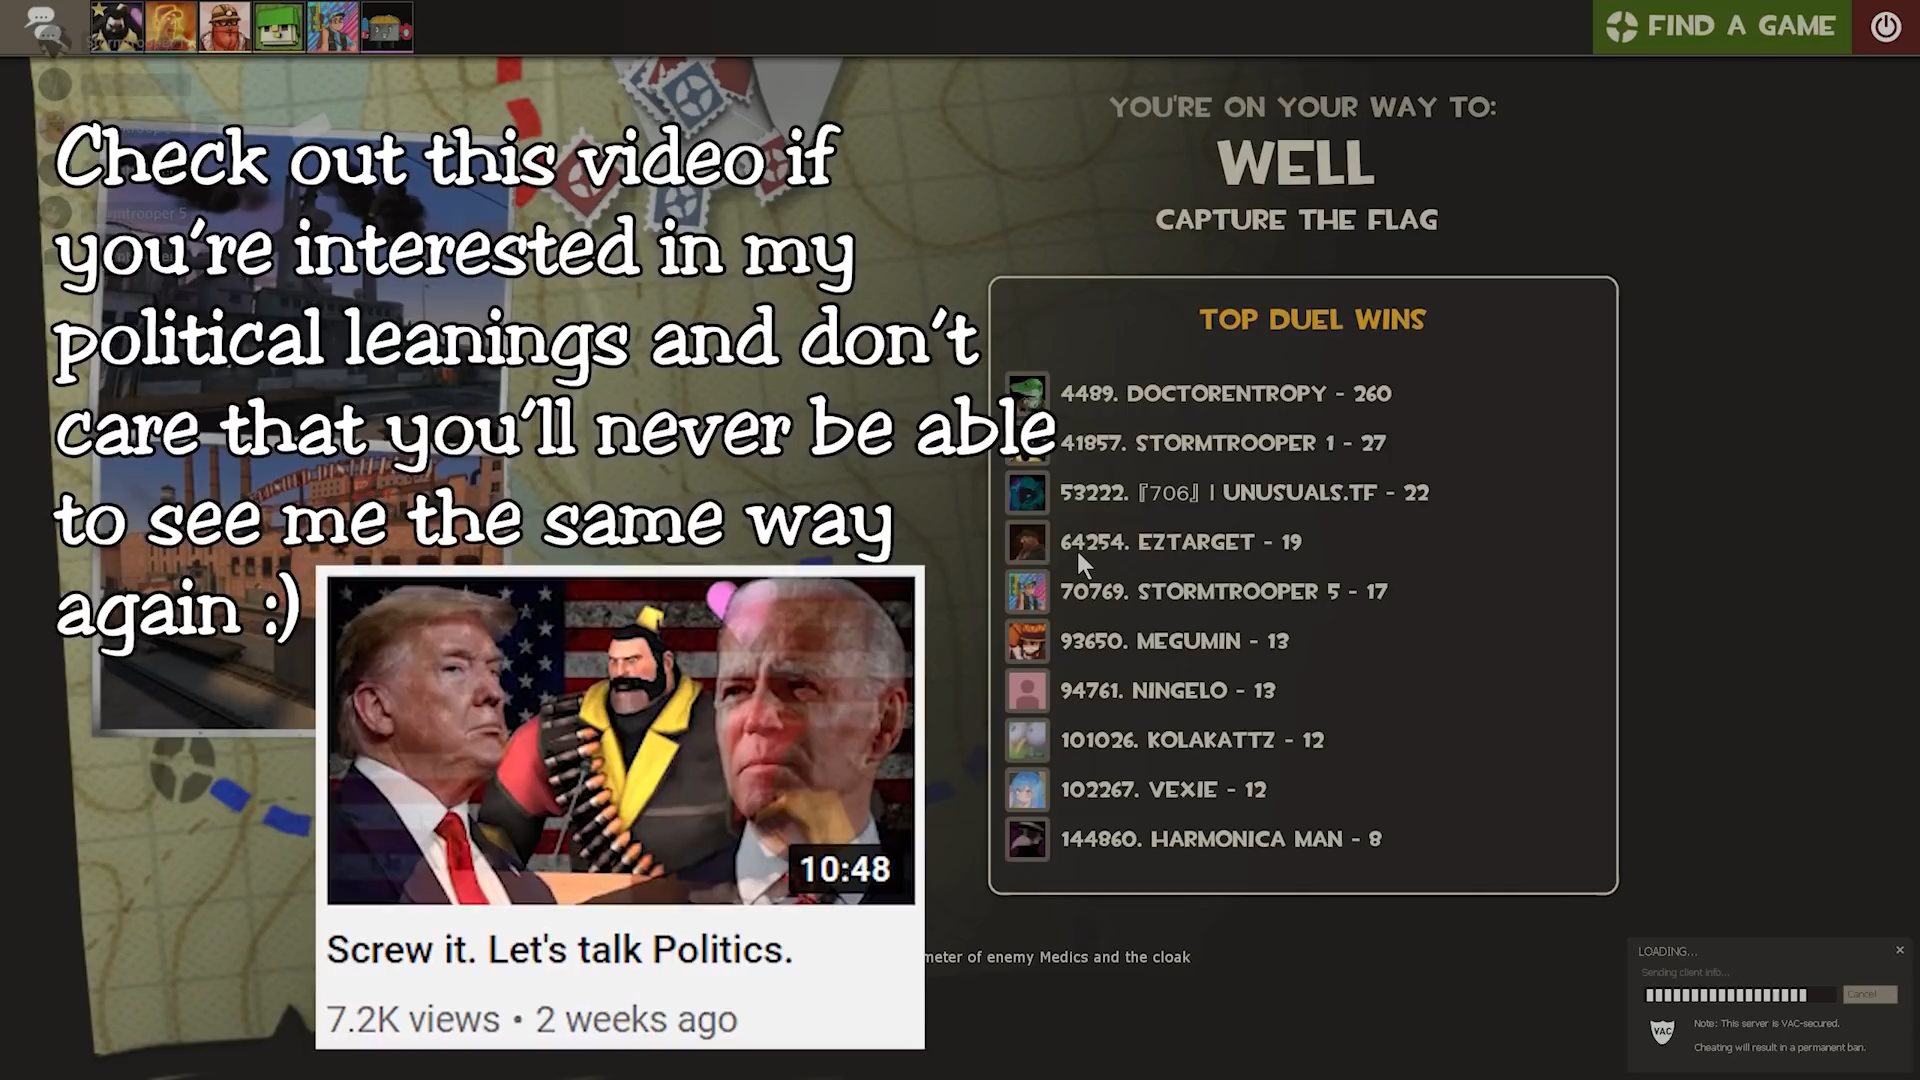 FIND A GAME
YOU'RE ON YOUR WAY TO:
WELL
CAPTURE THE FLAG
Check out this video if
you're interested in my
political leanings and don't
care that you'll never be able
to see me the same way
again :)
TOP DUEL WINS
4489. DOCTORENTROPY - 260
41857. STORMTROOPER 1 - 27
53222. 『706』 | UNUSUALS.TF - 22
64254. EZTARGET - 19
70769. STORMTROOPER 5 - 17
93650. MEGUMIN - 13
94761. NINGELO - 13
101026. KOLAKATTZ - 12
102267. VEXIE - 12
144860. HARMONICA MAN - 8
10:48
Screw it. Let's talk Politics.
7.2K views • 2 weeks ago
meter of enemy Medics and the cloak
LOADING...
Sending client info...
Cancel
VAC
Note: This server is VAC-secured.
Cheating will result in a permanent ban.